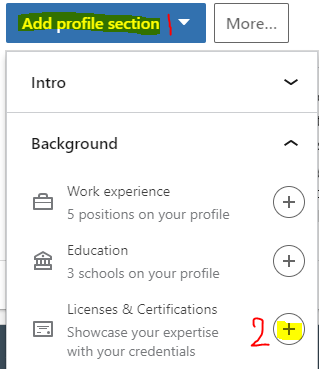 Add profile section 1
More...
Intro
Background
Work experience
5 positions on your profile
Education
3 schools on your profile
Licenses & Certifications
Showcase your expertise
with your credentials
2